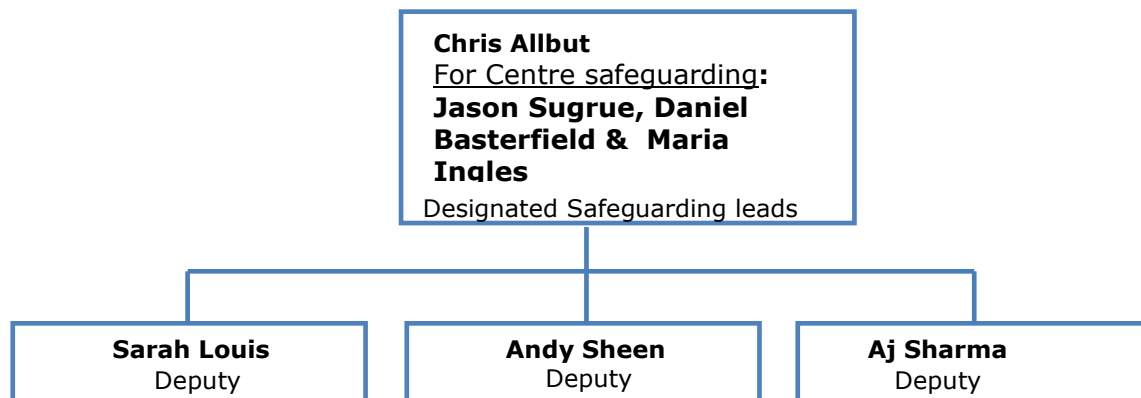 Chris Allbut
For Centre safeguarding:
Jason Sugrue, Daniel
Basterfield & Maria
Ingles
Designated Safeguarding leads
Sarah Louis
Deputy
Andy Sheen
Deputy
Aj Sharma
Deputy